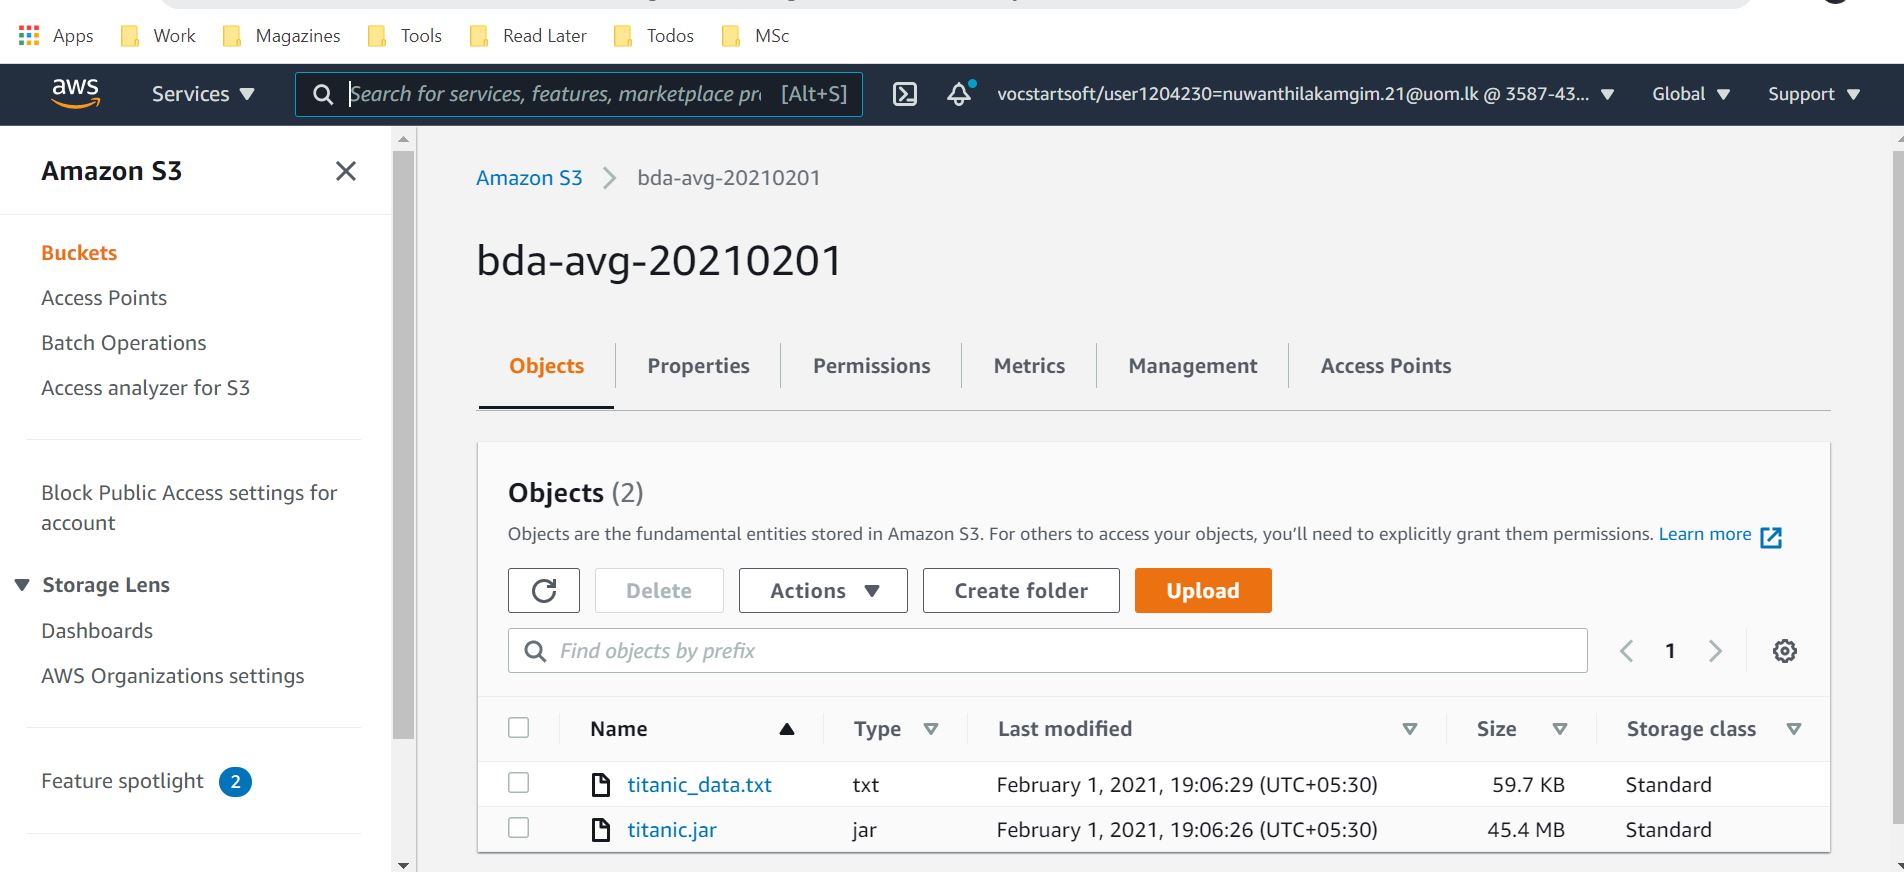 Apps Work Magazines Tools Read Later Todos MSc
aws Services Search for services, features, marketplace pr [Alt+S] vocstartsoft/user1204230=nuwanthilakamgim.21@uom.lk @ 3587-43... Global Support
Amazon S3
Buckets
Access Points
Batch Operations
Access analyzer for S3
Block Public Access settings for
account
Storage Lens
Dashboards
AWS Organizations settings
Feature spotlight 2
Amazon S3 bda-avg-20210201
bda-avg-20210201
Objects Properties Permissions Metrics Management Access Points
Objects (2)
Objects are the fundamental entities stored in Amazon S3. For others to access your objects, you’ll need to explicitly grant them permissions. Learn more
Delete Actions Create folder Upload
Find objects by prefix 1
Name Type Last modified Size Storage class
titanic_data.txt txt February 1, 2021, 19:06:29 (UTC+05:30) 59.7 KB Standard
titanic.jar jar February 1, 2021, 19:06:26 (UTC+05:30) 45.4 MB Standard